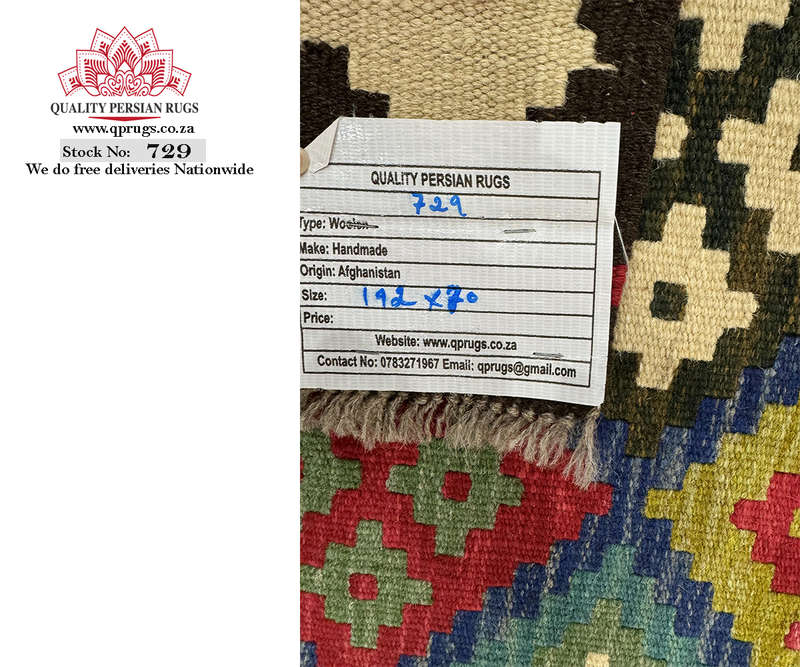 QUALITY PERSIAN RUGS
www.qprugs.co.za
Stock No: 729
We do free deliveries Nationwide
QUALITY PERSIAN RUGS
729
Type: Woolen
Make: Handmade
Origin: Afghanistan
Size: 192 x 70
Price:
Website: www.qprugs.co.za
Contact No: 0783271967 Email: qprugs@gmail.com